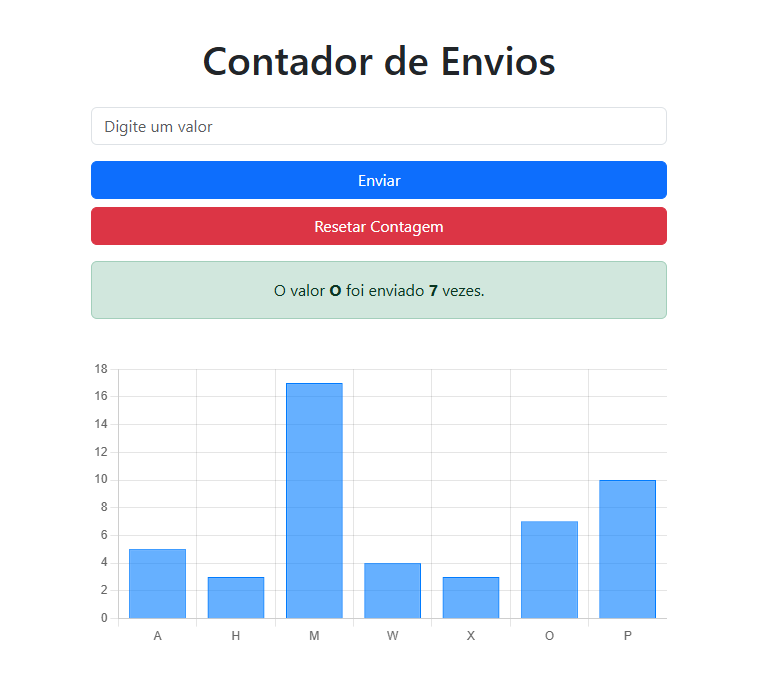 Contador de Envios
Digite um valor
Enviar
Resetar Contagem
O valor O foi enviado 7 vezes.
18
16
14
12
10
8
6
4
2
0
A H M W X O P